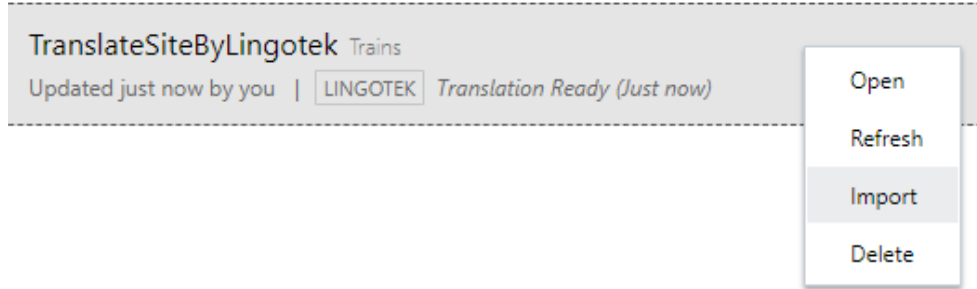 TranslateSiteByLingotek Trains
Updated just now by you | LINGOTEK Translation Ready (Just now)
Open
Refresh
Import
Delete